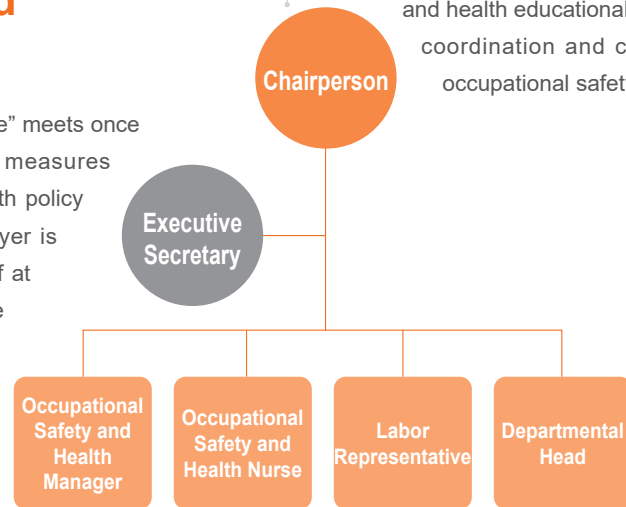 and health educational
coordination and
occupational safet
Chairperson
e” meets once
measures
th policy
yer is
f at
e
Executive
Secretary
Occupational
Safety and
Health
Manager
Occupational
Safety and
Health Nurse
Labor
Representative
Departmental
Head